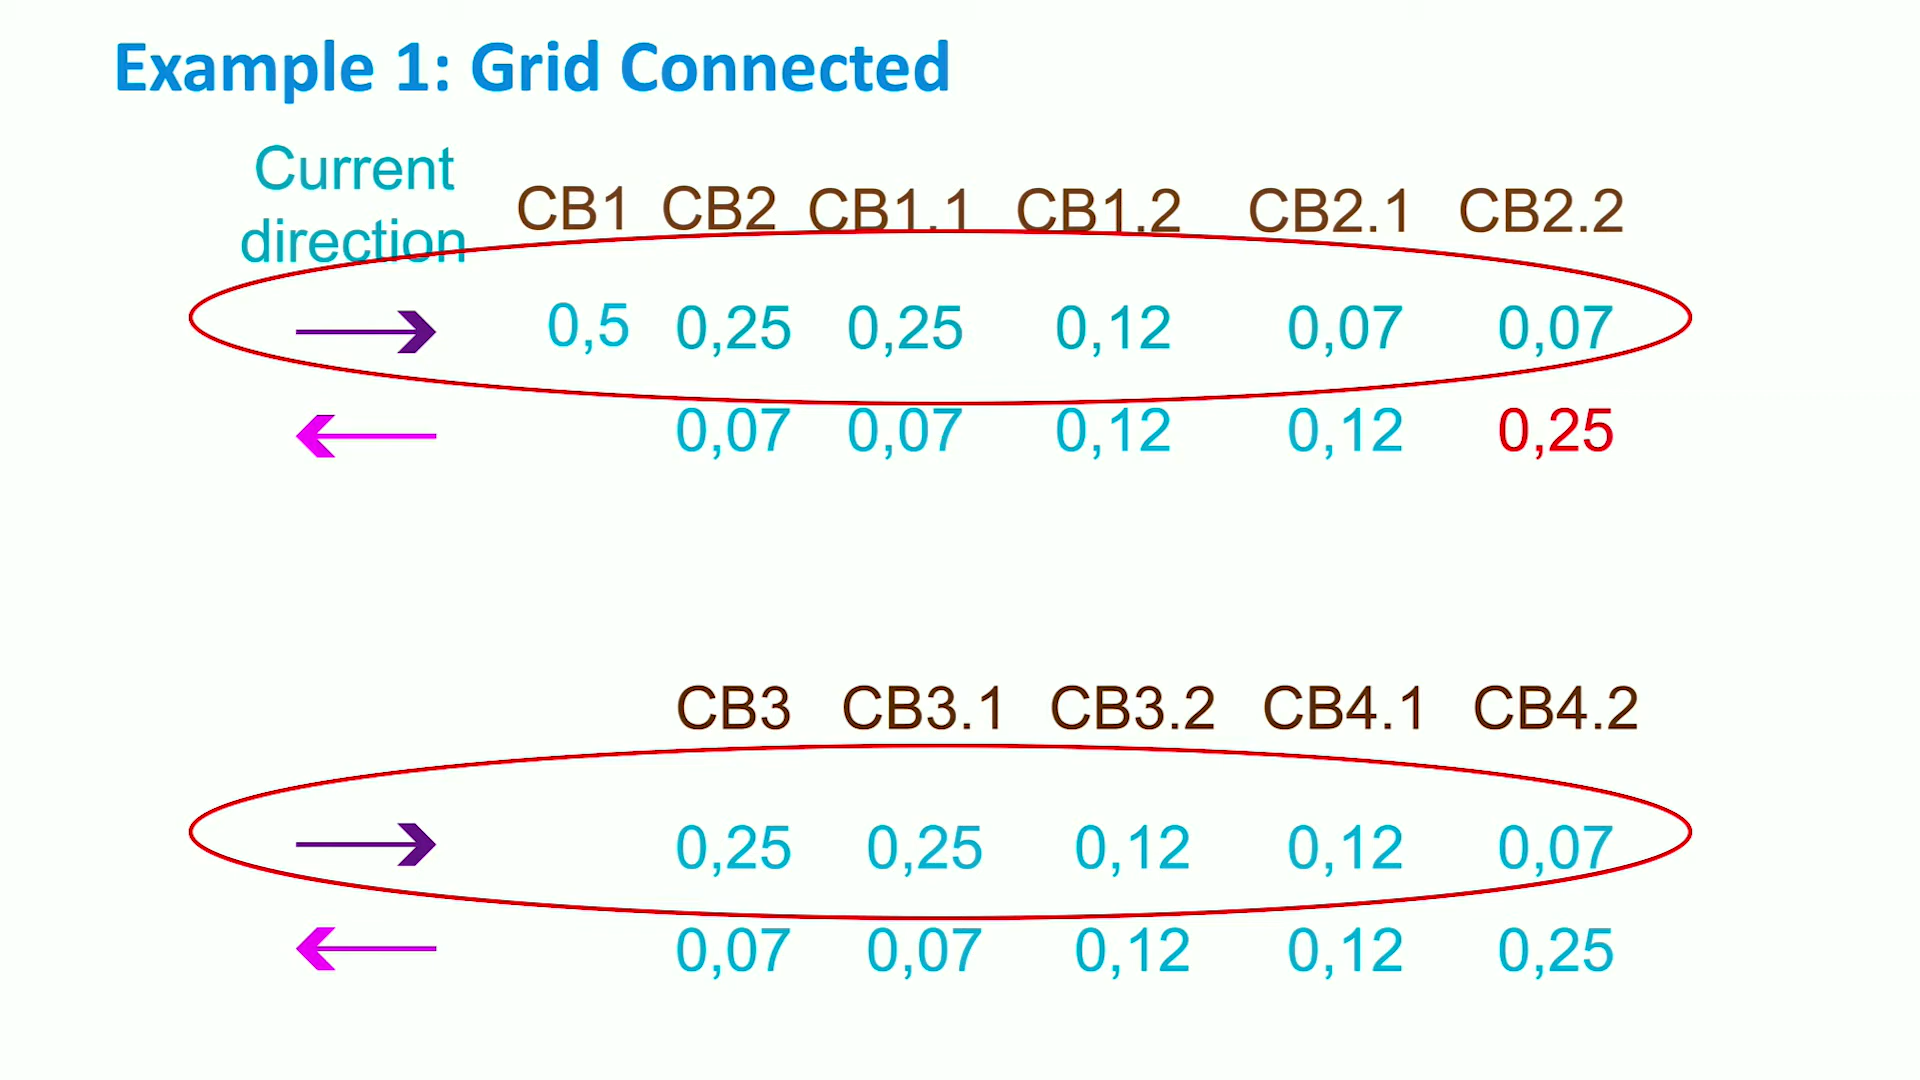 Example 1: Grid Connected
Current
direction
CB1 CB2 CB1.1 CB1.2 CB2.1 CB2.2
0,5 0,25 0,25 0,12 0,07 0,07
0,07 0,07 0,12 0,12 0,25
CB3 CB3.1 CB3.2 CB4.1 CB4.2
0,25 0,25 0,12 0,12 0,07
0,07 0,07 0,12 0,12 0,25